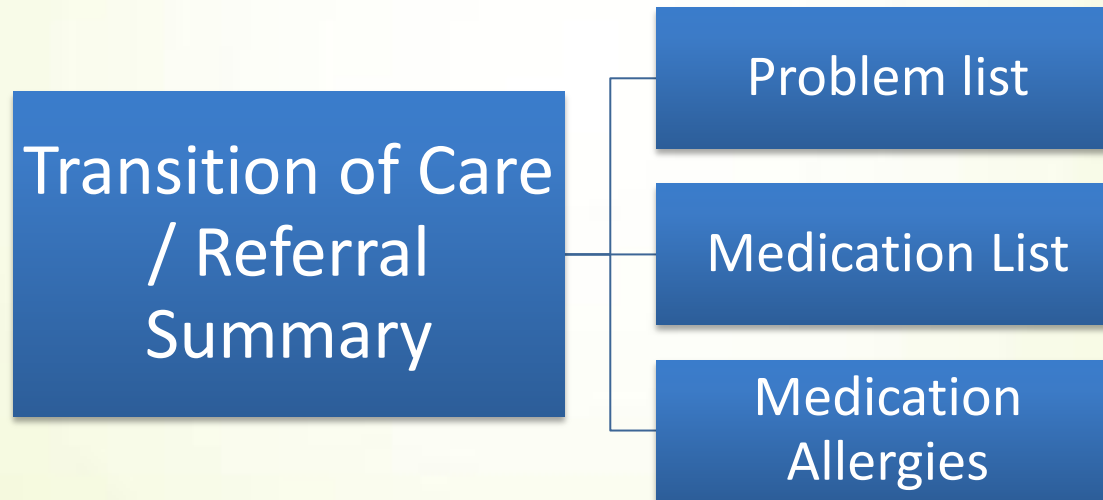 Transition of Care
/ Referral
Summary
Problem list
Medication List
Medication
Allergies